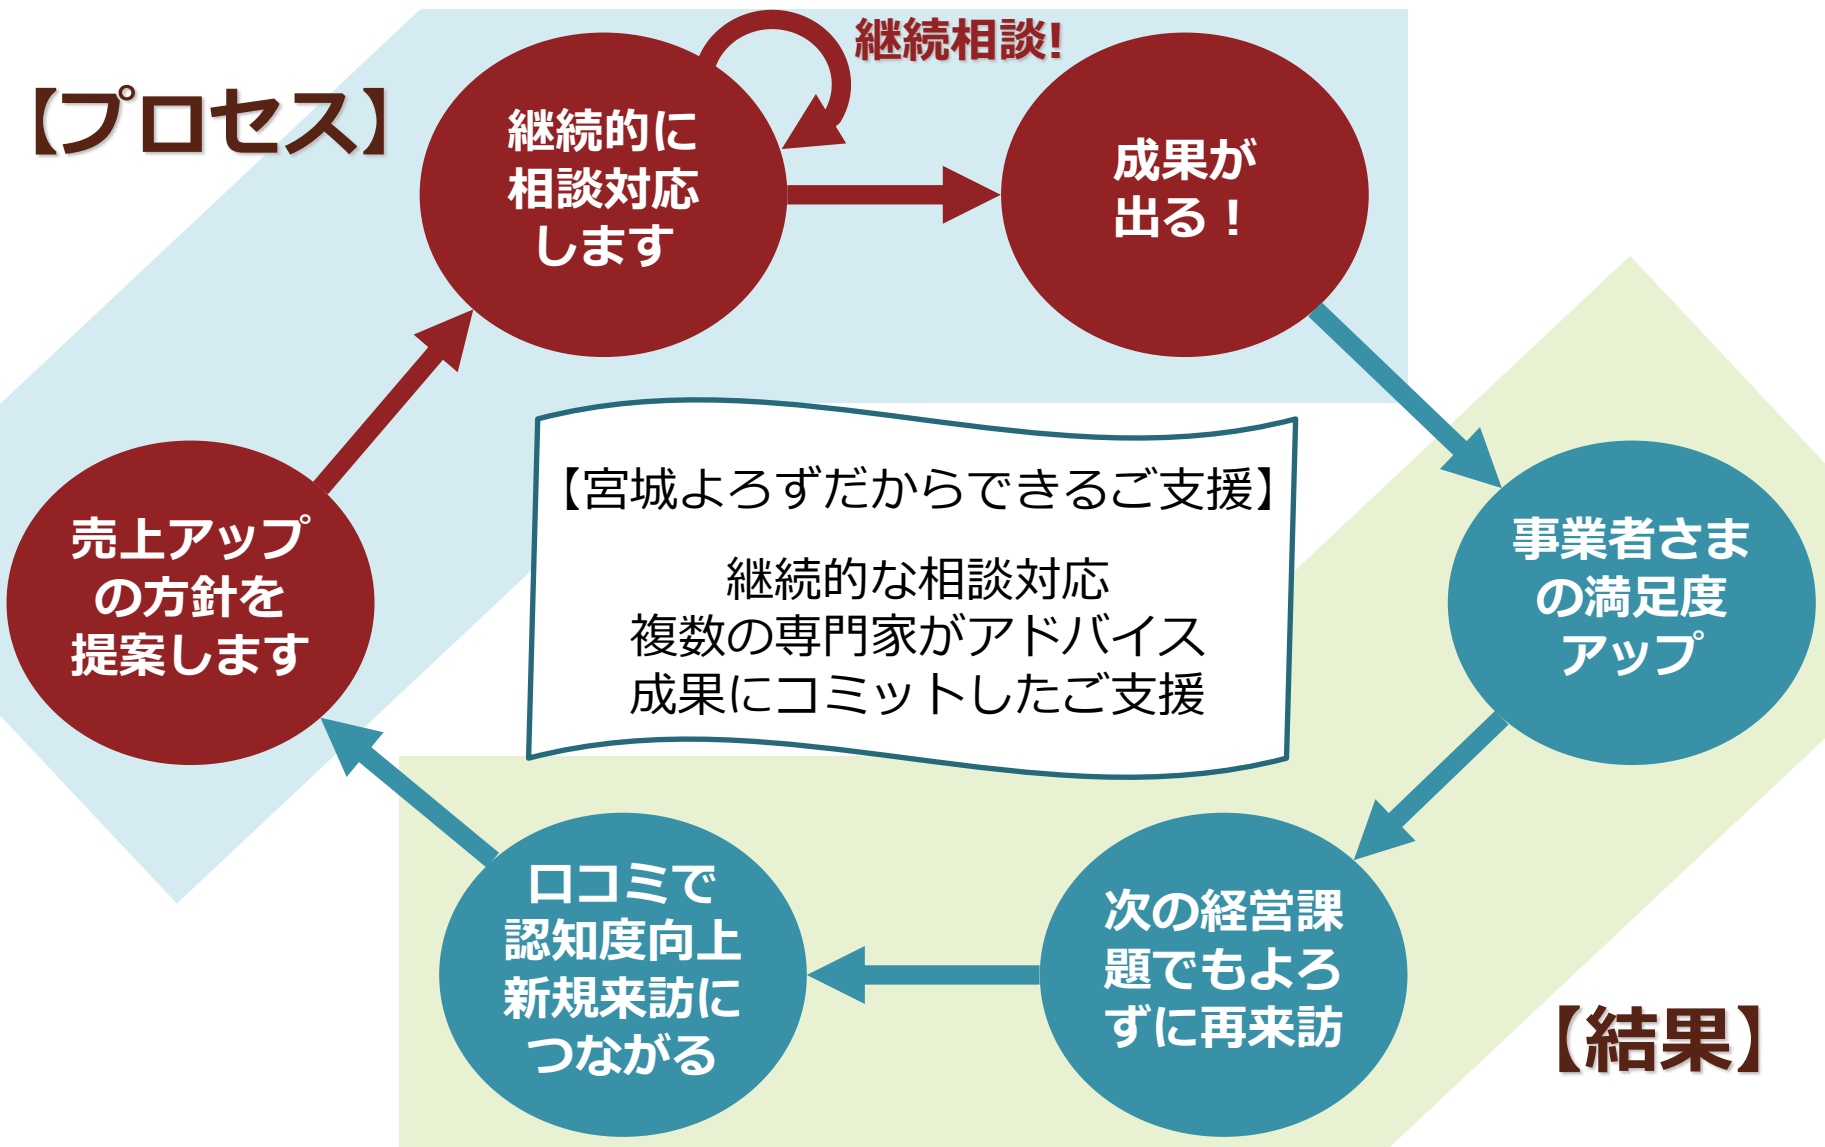 【プロセス】
継続相談!
継続的に
相談対応
します
成果が
出る！
売上アップ
の方針を
提案します
【宮城よろずだからできるご支援】
継続的な相談対応
複数の専門家がアドバイス
成果にコミットしたご支援
事業者さま
の満足度
アップ
次の経営課
題でもよろ
ずに再来訪
口コミで
認知度向上
新規来訪に
つながる
【結果】